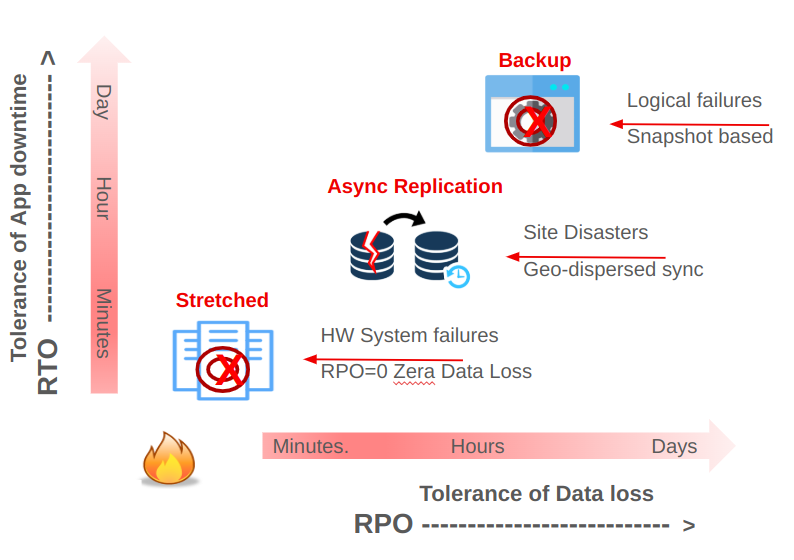 Backup
Logical failures
Snapshot based
Async Replication
Site Disasters
Geo-dispersed sync
Stretched
HW System failures
RPO=0 Zera Data Loss
Tolerance of App downtime
RTO ----------------------------- >
Day
Hour
Minutes
Minutes.
Hours
Days
Tolerance of Data loss
RPO --------------------------- >